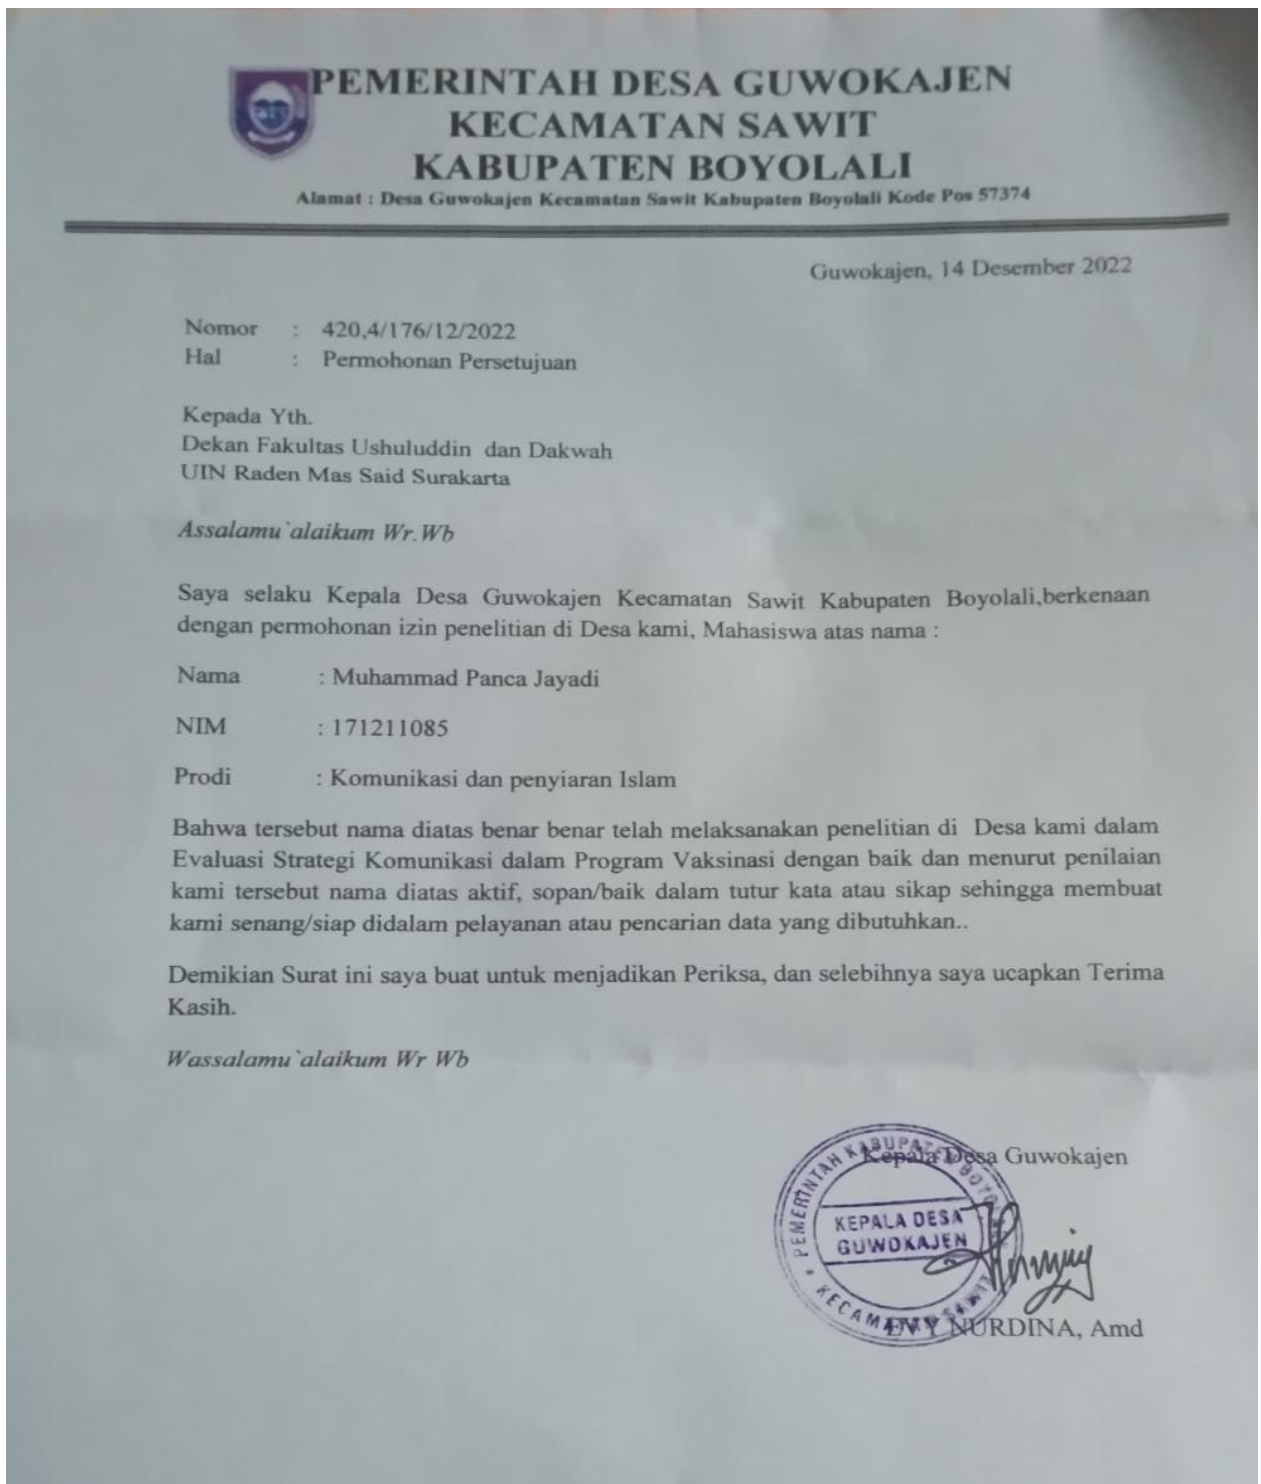 PEMERINTAH DESA GUWOKAJEN
KECAMATAN SAWIT
KABUPATEN BOYOLALI
Alamat : Desa Guwokajen Kecamatan Sawit Kabupaten Boyolali Kode Pos 57374
Guwokajen, 14 Desember 2022
Nomor : 420,4/176/12/2022
Hal : Permohonan Persetujuan
Kepada Yth.
Dekan Fakultas Ushuluddin dan Dakwah
UIN Raden Mas Said Surakarta
Assalamu`alaikum Wr.Wb
Saya selaku Kepala Desa Guwokajen Kecamatan Sawit Kabupaten Boyolali,berkenaan
dengan permohonan izin penelitian di Desa kami, Mahasiswa atas nama :
Nama : Muhammad Panca Jayadi
NIM : 171211085
Prodi : Komunikasi dan penyiaran Islam
Bahwa tersebut nama diatas benar benar telah melaksanakan penelitian di Desa kami dalam
Evaluasi Strategi Komunikasi dalam Program Vaksinasi dengan baik dan menurut penilaian
kami tersebut nama diatas aktif, sopan/baik dalam tutur kata atau sikap sehingga membuat
kami senang/siap didalam pelayanan atau pencarian data yang dibutuhkan..
Demikian Surat ini saya buat untuk menjadikan Periksa, dan selebihnya saya ucapkan Terima
Kasih.
Wassalamu`alaikum Wr Wb
Kepala Desa Guwokajen
PEMERINTAH KABUPATEN BOYOLALI
KEPALA DESA
GUWOKAJEN
KECAMATAN SAWIT
EVY NURDINA, Amd